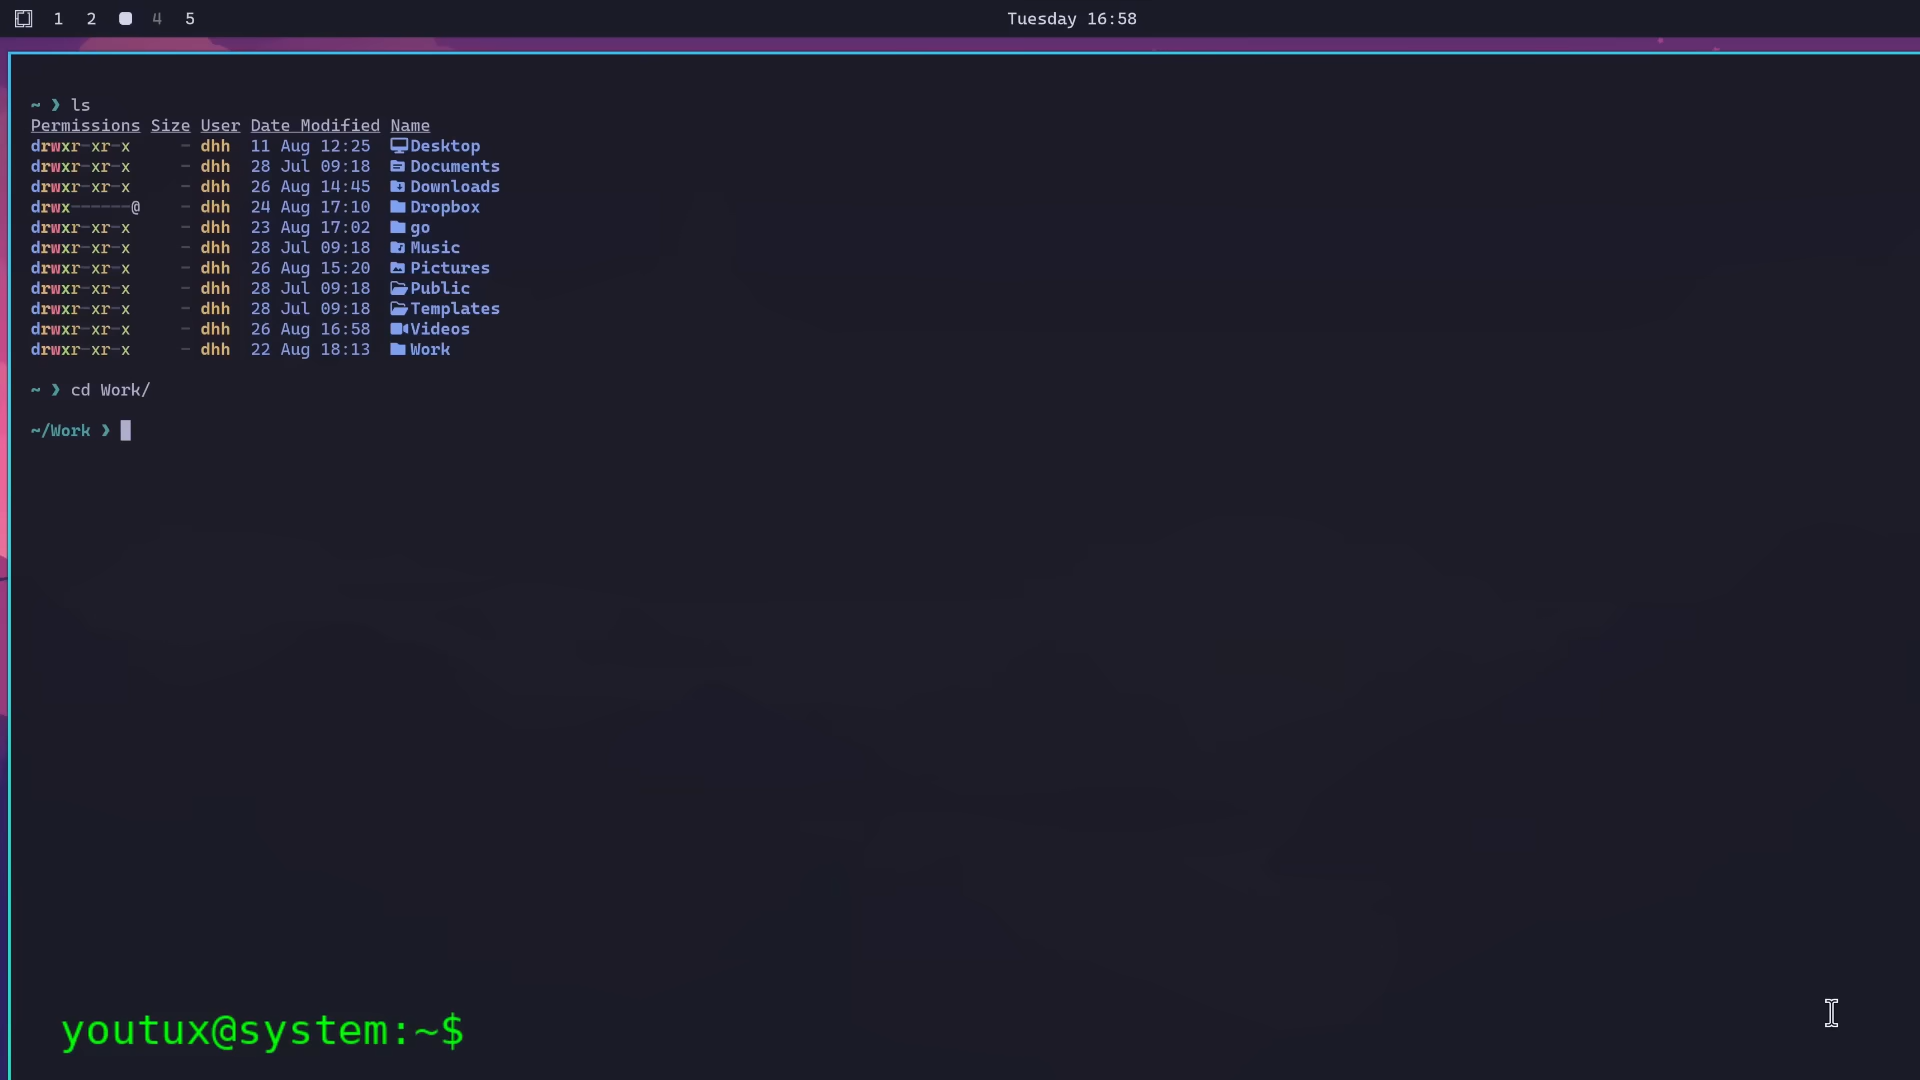 1 2 4 5 Tuesday 16:58
~ ❯ ls
Permissions Size User Date Modified Name
drwxr-xr-x - dhh 11 Aug 12:25 Desktop
drwxr-xr-x - dhh 28 Jul 09:18 Documents
drwxr-xr-x - dhh 26 Aug 14:45 Downloads
drwx------@ - dhh 24 Aug 17:10 Dropbox
drwxr-xr-x - dhh 23 Aug 17:02 go
drwxr-xr-x - dhh 28 Jul 09:18 Music
drwxr-xr-x - dhh 26 Aug 15:20 Pictures
drwxr-xr-x - dhh 28 Jul 09:18 Public
drwxr-xr-x - dhh 28 Jul 09:18 Templates
drwxr-xr-x - dhh 26 Aug 16:58 Videos
drwxr-xr-x - dhh 22 Aug 18:13 Work
~ ❯ cd Work/
~/Work ❯
youtux@system:~$